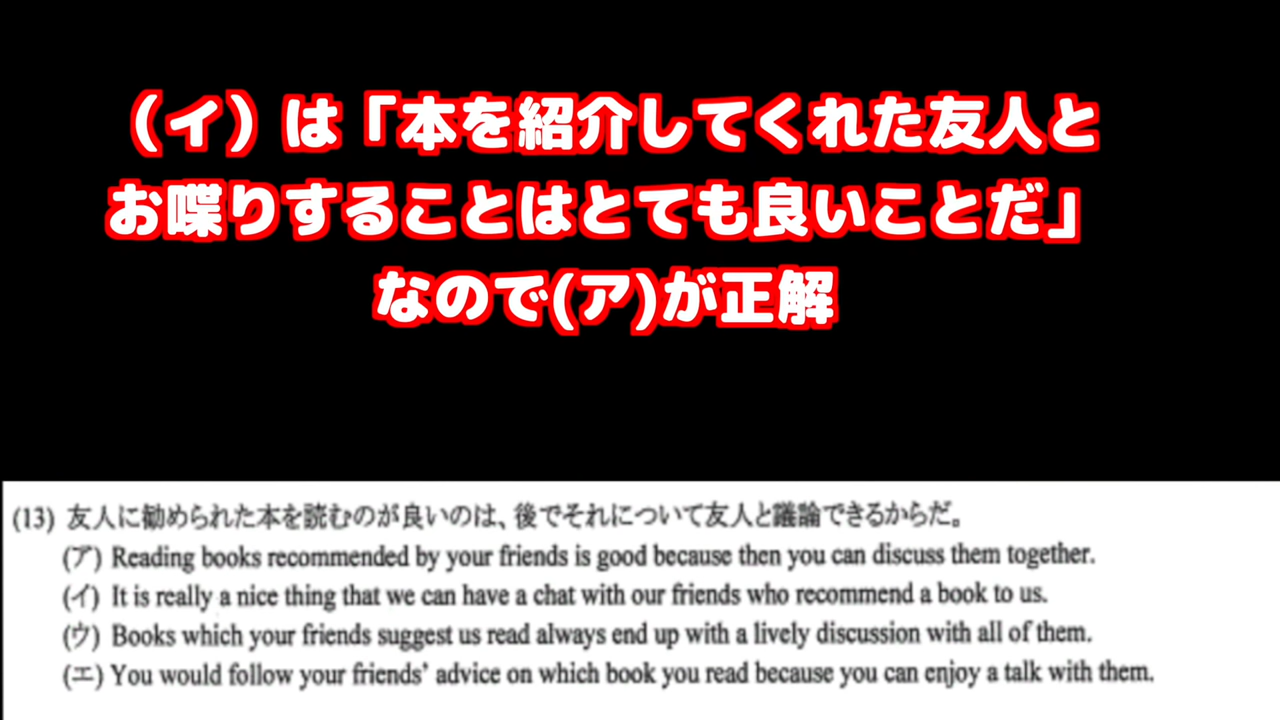 （イ）は「本を紹介してくれた友人と
お喋りすることはとても良いことだ」
なので(ア)が正解
(13) 友人に勧められた本を読むのが良いのは、後でそれについて友人と議論できるからだ。
(ア) Reading books recommended by your friends is good because then you can discuss them together.
(イ) It is really a nice thing that we can have a chat with our friends who recommend a book to us.
(ウ) Books which your friends suggest us read always end up with a lively discussion with all of them.
(エ) You would follow your friends' advice on which book you read because you can enjoy a talk with them.